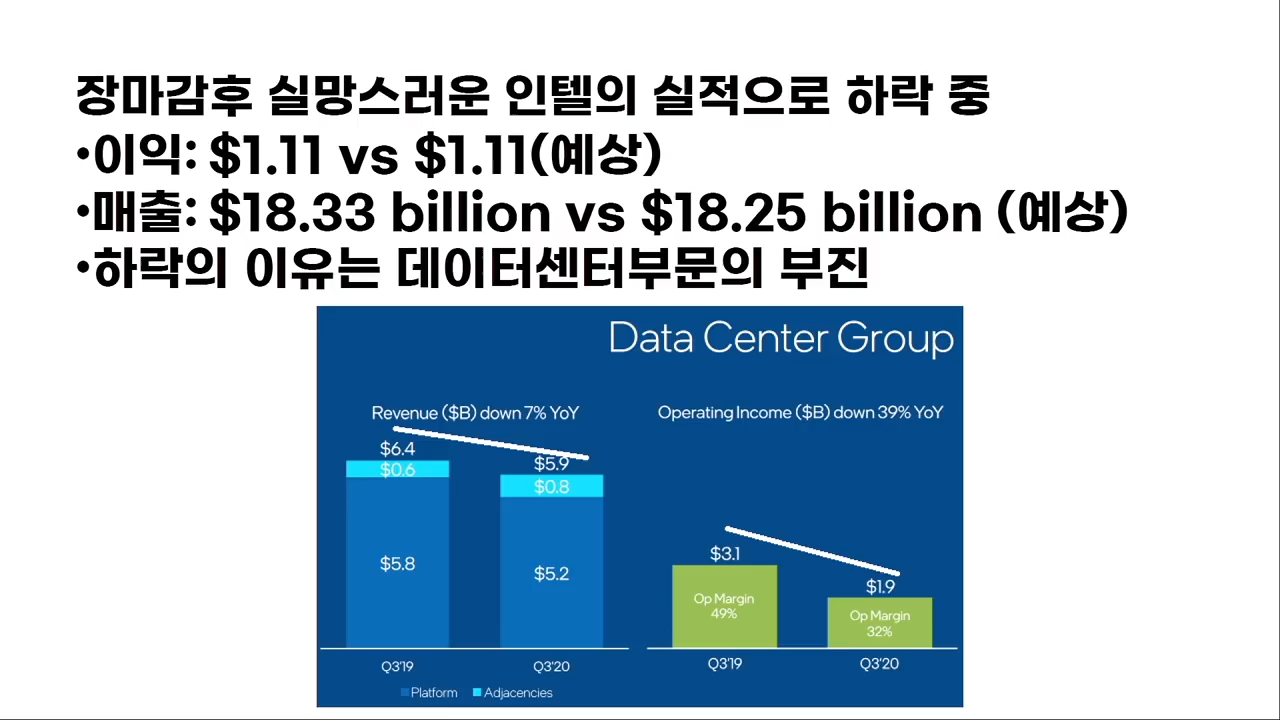 장마감후 실망스러운 인텔의 실적으로 하락 중
•이익: $1.11 vs $1.11(예상)
•매출: $18.33 billion vs $18.25 billion (예상)
•하락의 이유는 데이터센터부문의 부진
Data Center Group
Revenue ($B) down 7% YoY
$6.4
$0.6
$5.8
$5.9
$0.8
$5.2
Q3'19
Q3'20
Platform
Adjacencies
Operating Income ($B) down 39% YoY
$3.1
Op Margin
49%
$1.9
Op Margin
32%
Q3'19
Q3'20